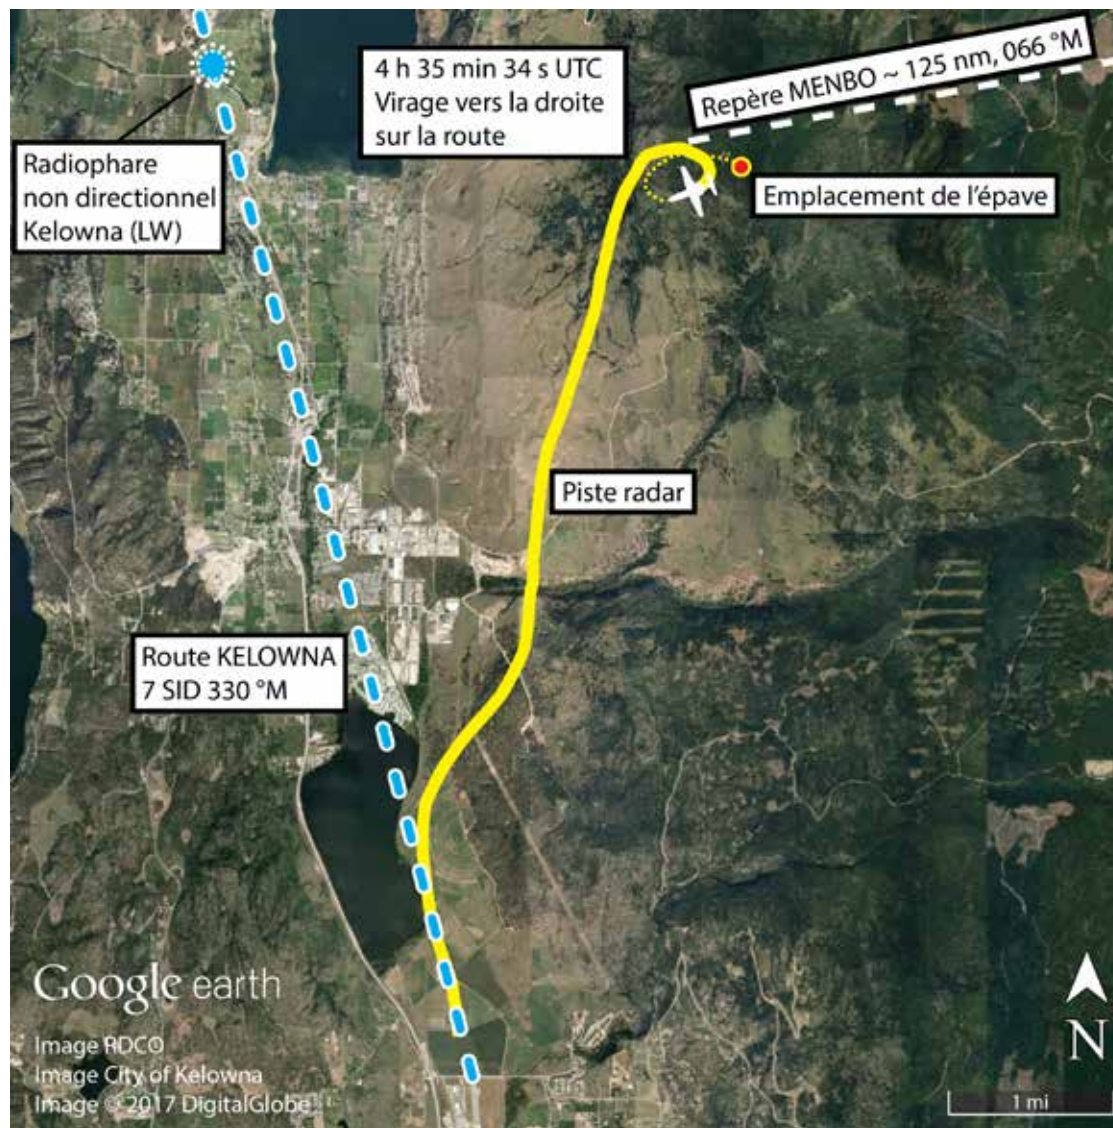 4 h 35 min 34 s UTC
Virage vers la droite
sur la route
Repère MENBO ~ 125 nm, 066 °M
Radiophare
non directionnel
Kelowna (LW)
Emplacement de l'épave
Piste radar
Route KELOWNA
7 SID 330 °M
Google earth
Image RDCO
Image City of Kelowna
Image © 2017 DigitalGlobe
N
1 mi